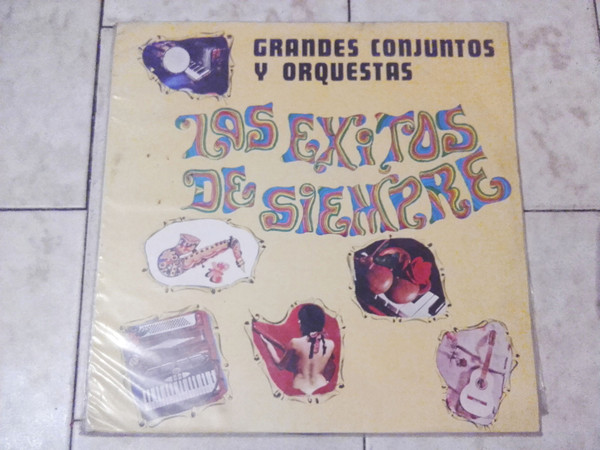 GRANDES CONJUNTOS
Y ORQUESTAS
LOS EXITOS
DE SIEMPRE